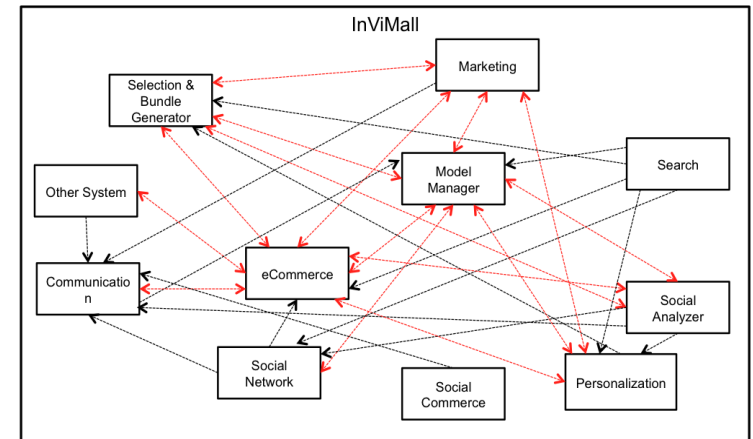 InViMall
Marketing
Selection &
Bundle
Generator
Search
Model
Manager
Other System
eCommerce
Communicatio
n
Social
Analyzer
Social
Network
Social
Commerce
Personalization